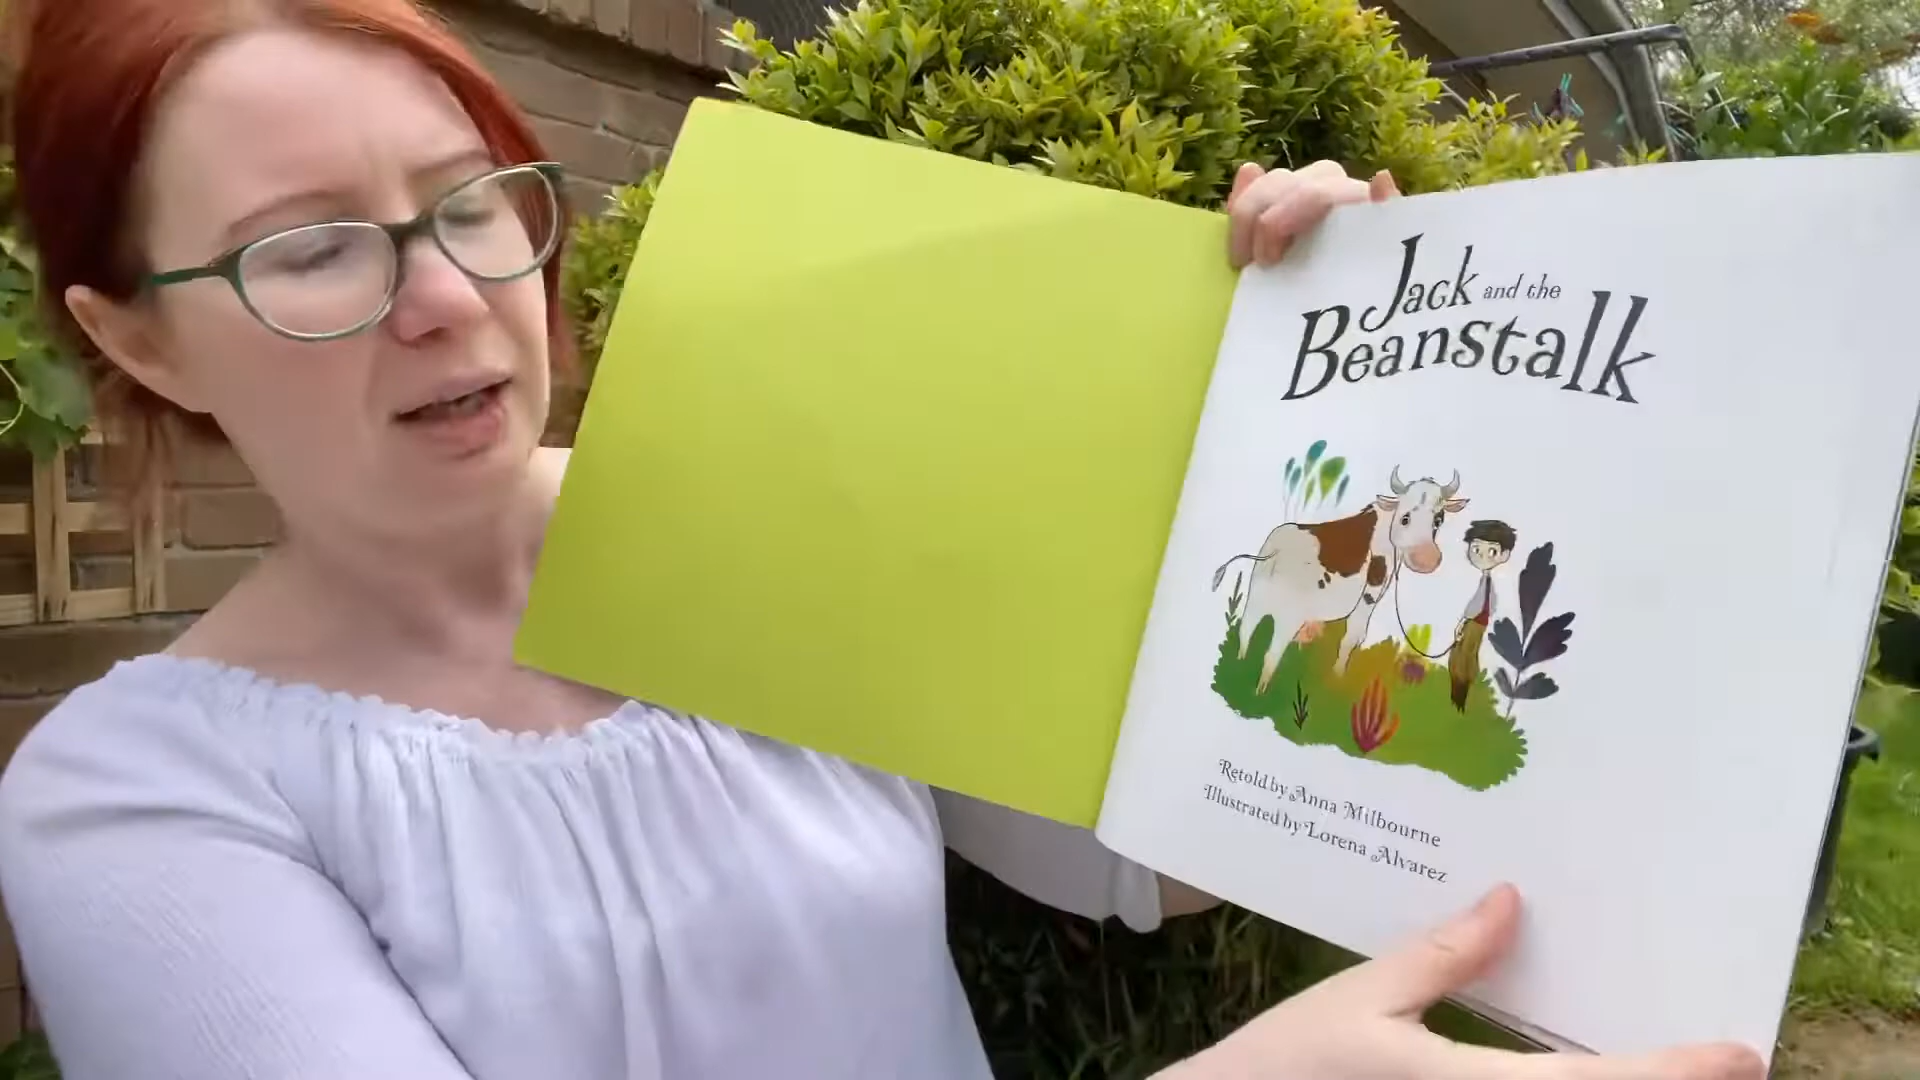 Jack and the
Beanstalk
Retold by Anna Milbourne
Illustrated by Lorena Alvarez